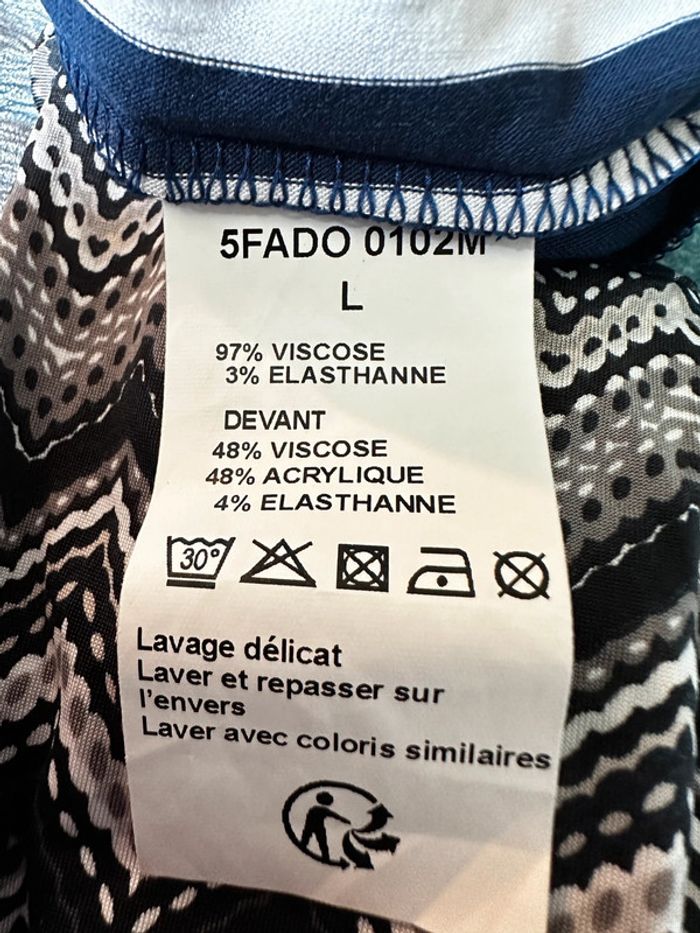 5FADO 0102M
L
97% VISCOSE
3% ELASTHANNE
DEVANT
48% VISCOSE
48% ACRYLIQUE
4% ELASTHANNE
30°
Lavage délicat
Laver et repasser sur
l'envers
Laver avec coloris similaires